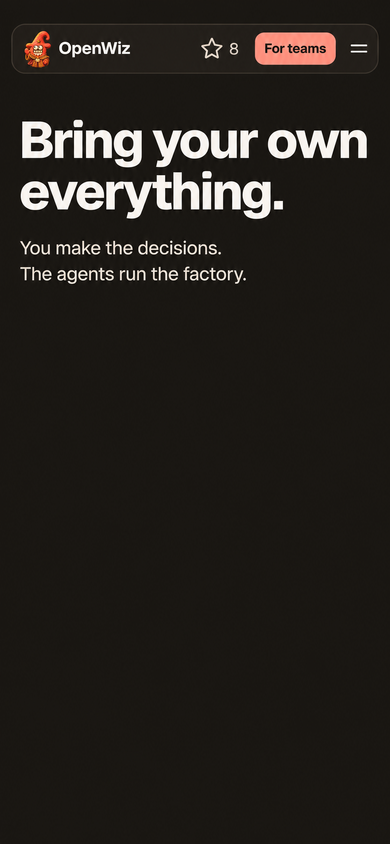 OpenWiz
8
For teams
Bring your own
everything.
You make the decisions.
The agents run the factory.